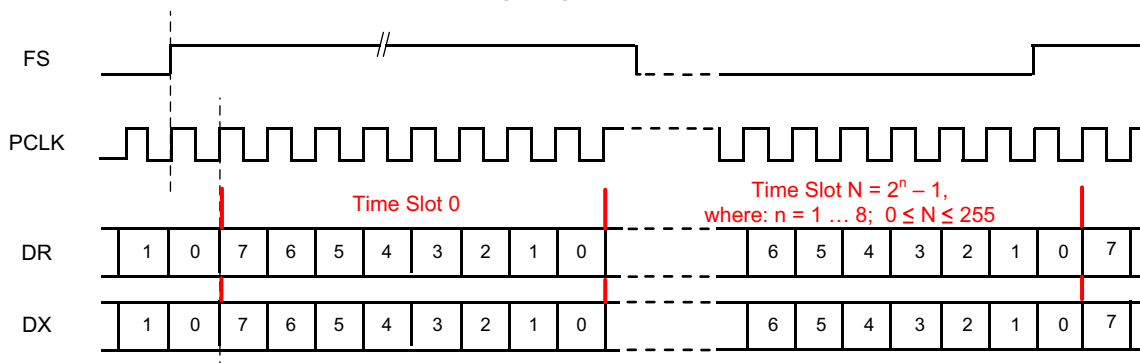 FS
PCLK
Time Slot 0
Time Slot N = 2ⁿ – 1,
where: n = 1 … 8; 0 ≤ N ≤ 255
DR 1 0 7 6 5 4 3 2 1 0 6 5 4 3 2 1 0 7
DX 1 0 7 6 5 4 3 2 1 0 6 5 4 3 2 1 0 7